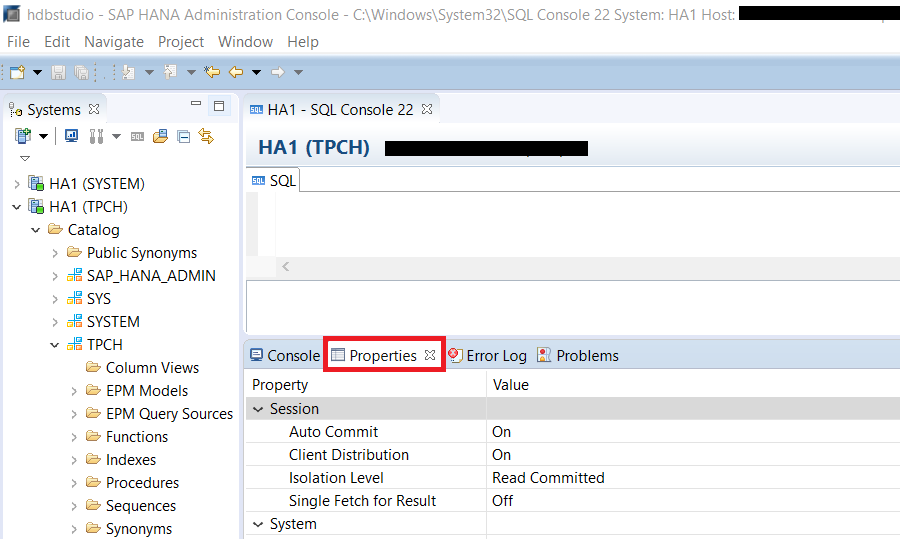 hdbstudio - SAP HANA Administration Console - C:\Windows\System32\SQL Console 22 System: HA1 Host:
File Edit Navigate Project Window Help
Systems
HA1 (SYSTEM)
HA1 (TPCH)
Catalog
Public Synonyms
SAP_HANA_ADMIN
SYS
SYSTEM
TPCH
Column Views
EPM Models
EPM Query Sources
Functions
Indexes
Procedures
Sequences
Synonyms
SQL HA1 - SQL Console 22
HA1 (TPCH)
SQL SQL
Console Properties Error Log Problems
Property Value
Session
Auto Commit On
Client Distribution On
Isolation Level Read Committed
Single Fetch for Result Off
System